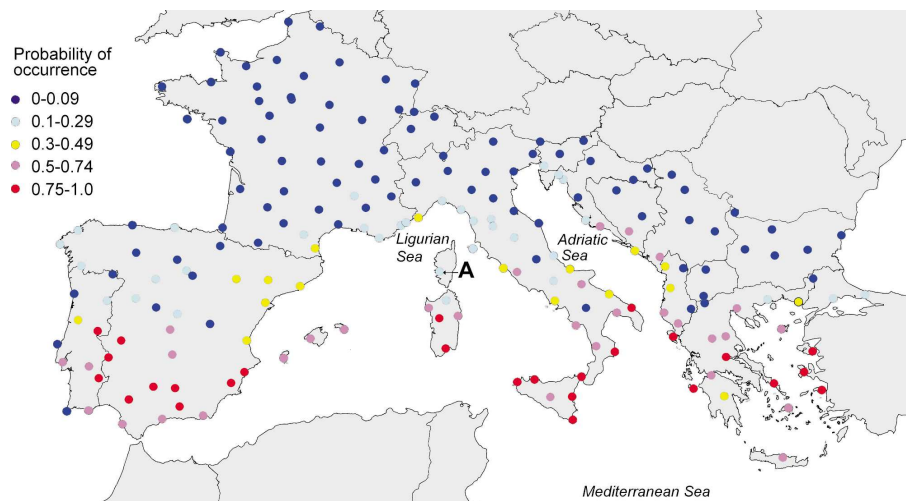 Probability of
occurrence
0-0.09
0.1-0.29
0.3-0.49
0.5-0.74
0.75-1.0
Ligurian
Sea
Adriatic
Sea
A
Mediterranean Sea